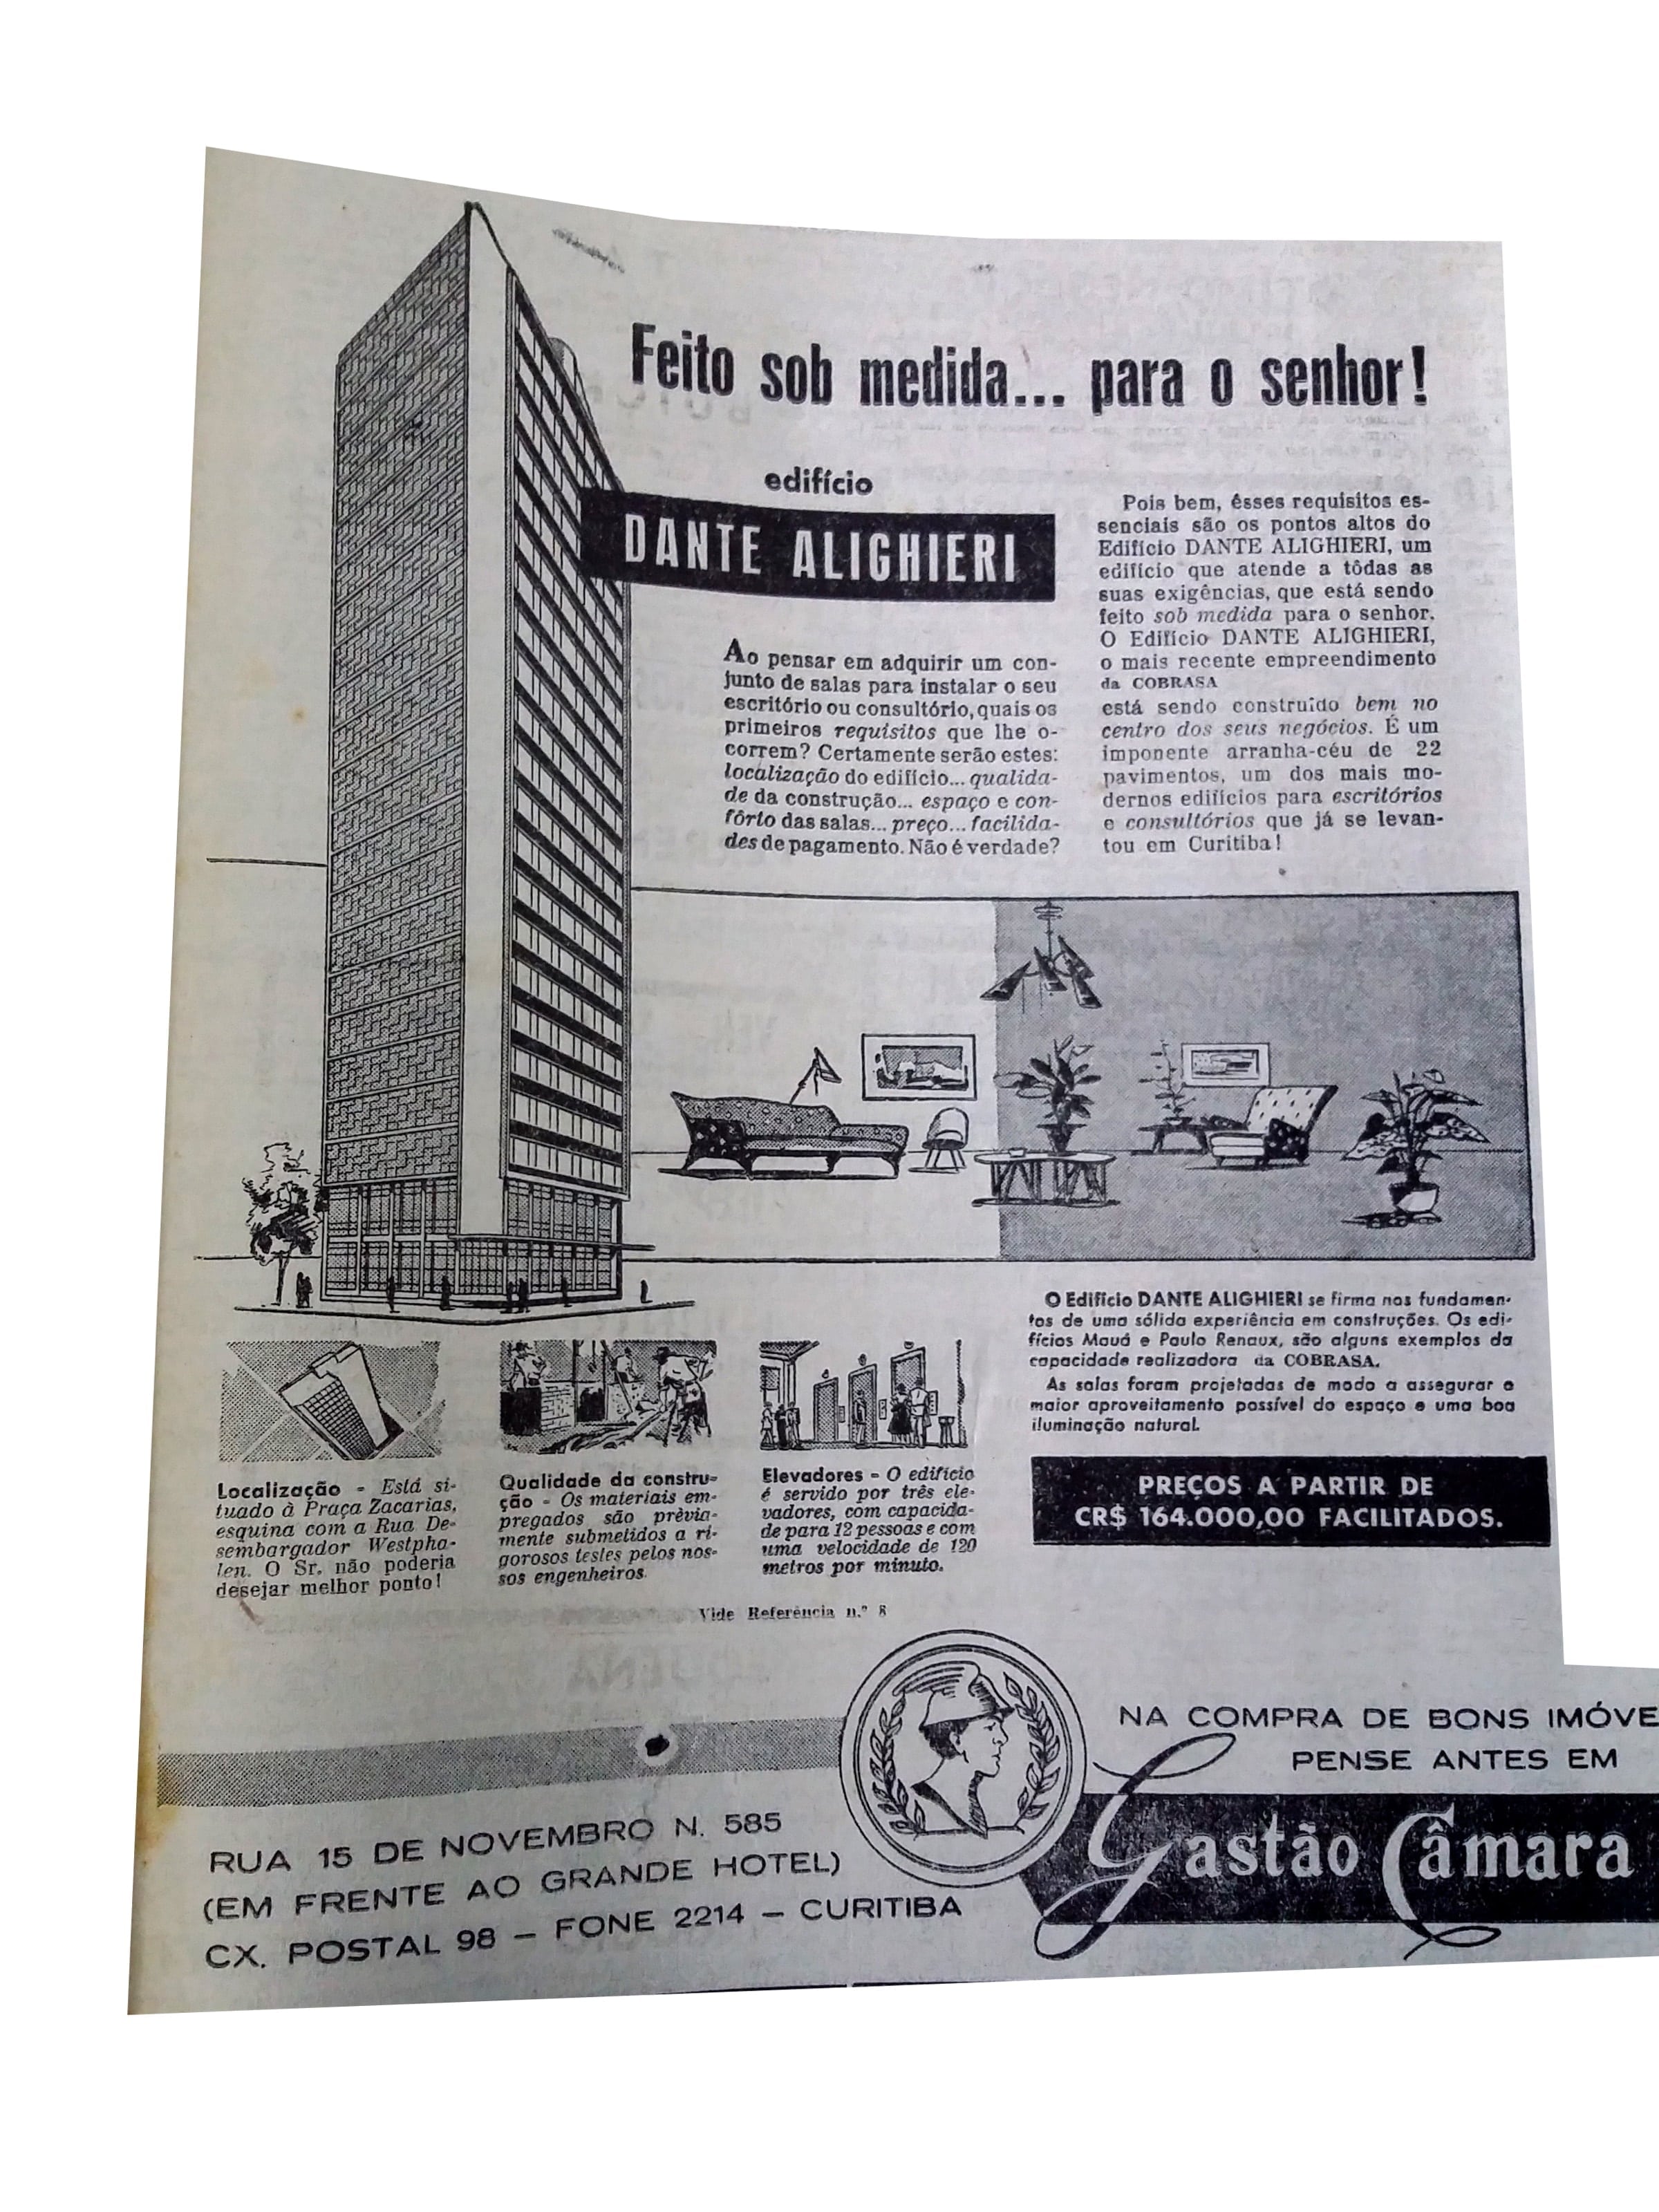 Feito sob medida... para o senhor!
edifício
DANTE ALIGHIERI
Ao pensar em adquirir um con-
junto de salas para instalar o seu
escritório ou consultório, quais os
primeiros requisitos que lhe o-
correm? Certamente serão estes:
localização do edifício... qualida-
de da construção... espaço e con-
fôrto das salas... preço... facilida-
des de pagamento. Não é verdade?
Pois bem, êsses requisitos es-
senciais são os pontos altos do
Edifício DANTE ALIGHIERI, um
edifício que atende a tôdas as
suas exigências, que está sendo
feito sob medida para o senhor.
O Edifício DANTE ALIGHIERI,
o mais recente empreendimento
da COBRASA
está sendo construído bem no
centro dos seus negócios. É um
imponente arranha-céu de 22
pavimentos, um dos mais mo-
dernos edifícios para escritórios
e consultórios que já se levan-
tou em Curitiba!
Localização - Está si-
tuado à Praça Zacarias,
esquina com a Rua De-
sembargador Westpha-
len. O Sr. não poderia
desejar melhor ponto!
Qualidade da constru-
ção - Os materiais em-
pregados são prèvia-
mente submetidos a ri-
gorosos testes pelos nos-
sos engenheiros.
Elevadores - O edifício
é servido por três ele-
vadores, com capacida-
de para 12 pessoas e com
uma velocidade de 120
metros por minuto.
O Edifício DANTE ALIGHIERI se firma nos fundamen-
tos de uma sólida experiência em construções. Os edi-
fícios Mauá e Paulo Renaux, são alguns exemplos da
capacidade realizadora da COBRASA.
As salas foram projetadas de modo a assegurar o
maior aproveitamento possível do espaço e uma boa
iluminação natural.
PREÇOS A PARTIR DE
CR$ 164.000,00 FACILITADOS.
Vide Referência n.º 8
NA COMPRA DE BONS IMÓVE
PENSE ANTES EM
Gastão Câmara
RUA 15 DE NOVEMBRO N. 585
(EM FRENTE AO GRANDE HOTEL)
CX. POSTAL 98 - FONE 2214 - CURITIBA